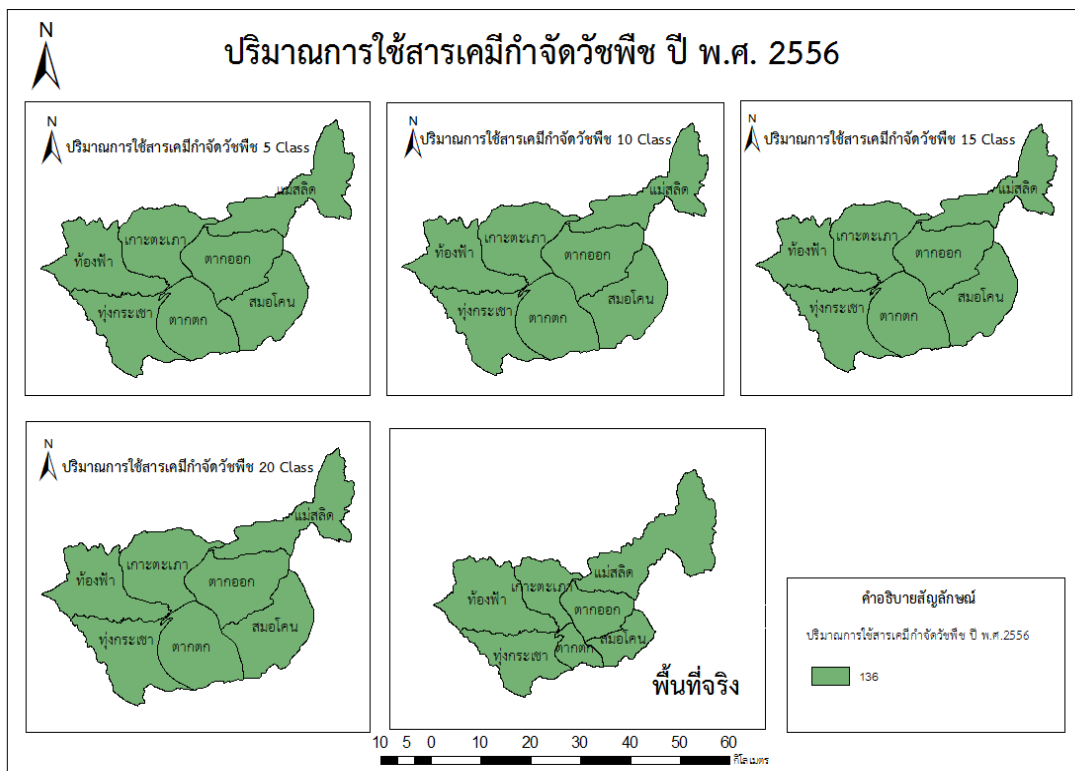 N
ปริมาณการใช้สารเคมีกำจัดวัชพืช ปี พ.ศ. 2556
N
ปริมาณการใช้สารเคมีกำจัดวัชพืช 5 Class
แม่สลิด
เกาะตะเภา
ท้องฟ้า
ตากออก
สมอโคน
ทุ่งกระเชา
ตากตก
N
ปริมาณการใช้สารเคมีกำจัดวัชพืช 10 Class
แม่สลิด
เกาะตะเภา
ท้องฟ้า
ตากออก
สมอโคน
ทุ่งกระเชา
ตากตก
N
ปริมาณการใช้สารเคมีกำจัดวัชพืช 15 Class
แม่สลิด
เกาะตะเภา
ท้องฟ้า
ตากออก
สมอโคน
ทุ่งกระเชา
ตากตก
N
ปริมาณการใช้สารเคมีกำจัดวัชพืช 20 Class
แม่สลิด
เกาะตะเภา
ท้องฟ้า
ตากออก
สมอโคน
ทุ่งกระเชา
ตากตก
แม่สลิด
เกาะตะเภา
ท้องฟ้า
ตากออก
สมอโคน
ตากตก
ทุ่งกระเชา
พื้นที่จริง
คำอธิบายสัญลักษณ์
ปริมาณการใช้สารเคมีกำจัดวัชพืช ปี พ.ศ.2556
136
10 5 0 10 20 30 40 50 60
กิโลเมตร